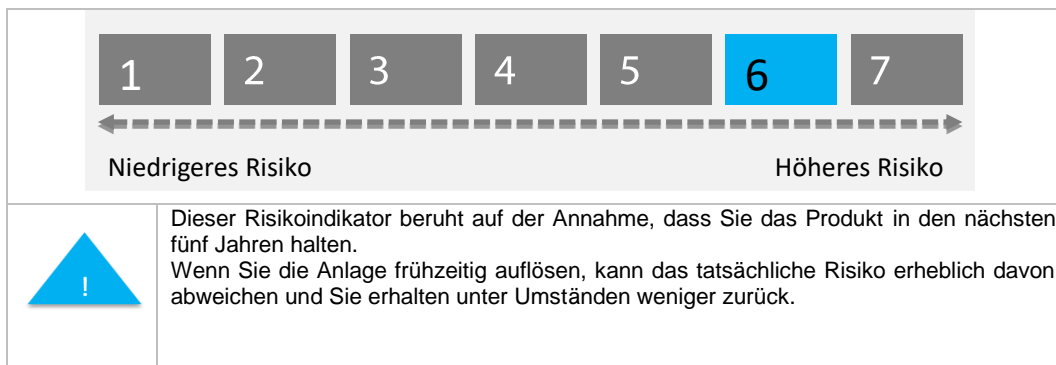 1 2 3 4 5 6 7
Niedrigeres Risiko Höheres Risiko
Dieser Risikoindikator beruht auf der Annahme, dass Sie das Produkt in den nächsten
fünf Jahren halten.
Wenn Sie die Anlage frühzeitig auflösen, kann das tatsächliche Risiko erheblich davon
! abweichen und Sie erhalten unter Umständen weniger zurück.